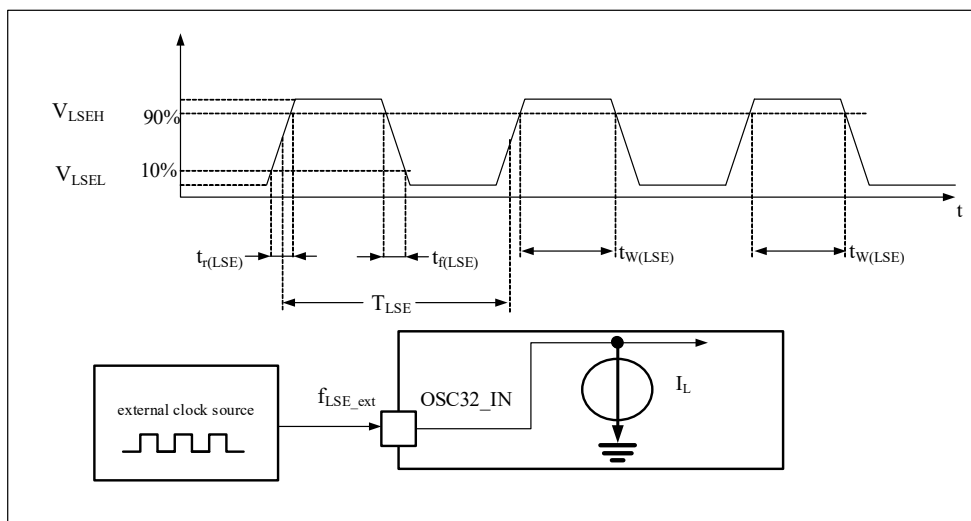 V_LSEH
90%
V_LSEL
10%
t
t_r(LSE)
t_f(LSE)
t_W(LSE)
t_W(LSE)
T_LSE
external clock source
f_LSE_ext
OSC32_IN
I_L